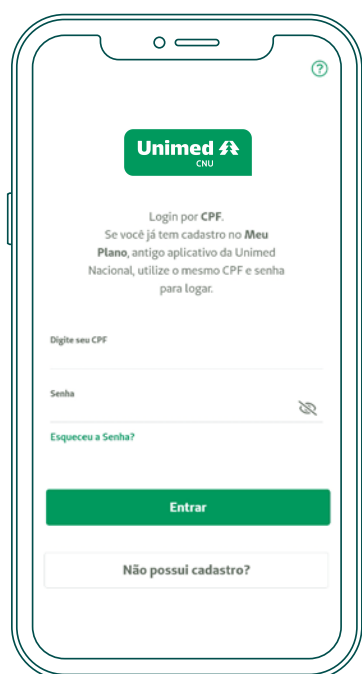 ?
Unimed
CNU
Login por CPF.
Se você já tem cadastro no Meu
Plano, antigo aplicativo da Unimed
Nacional, utilize o mesmo CPF e senha
para logar.
Digite seu CPF
Senha
Esqueceu a Senha?
Entrar
Não possui cadastro?